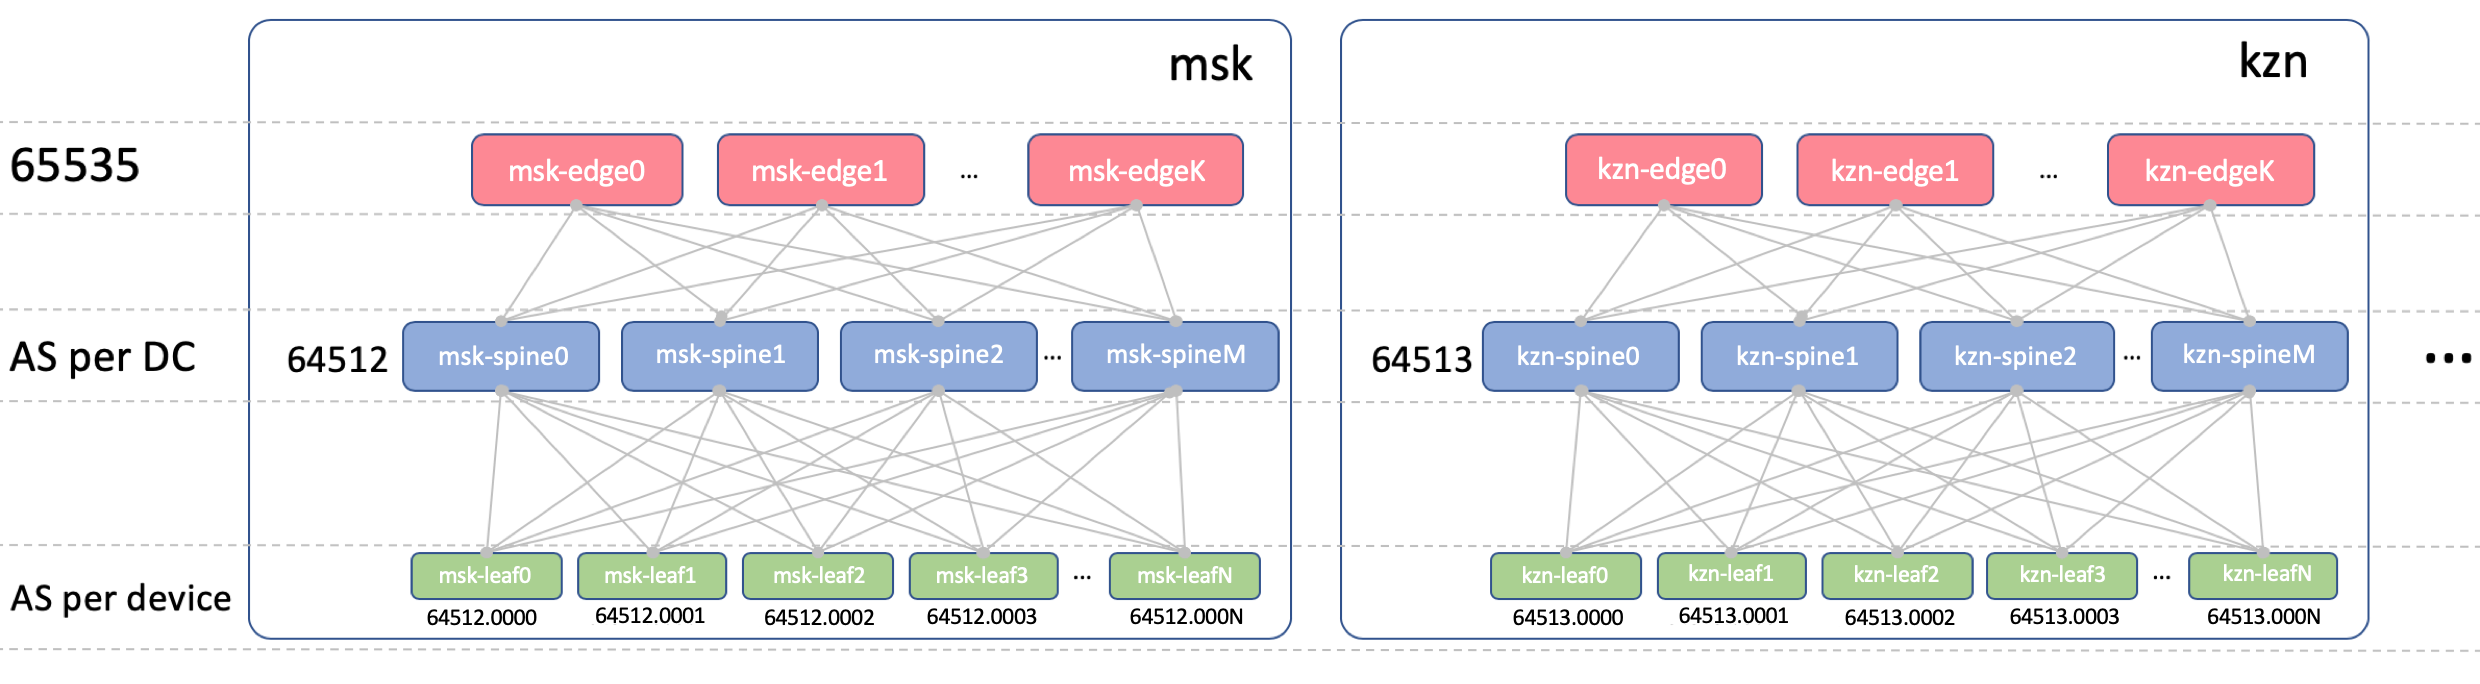 msk
kzn
65535
msk-edge0
msk-edge1
...
msk-edgeK
kzn-edge0
kzn-edge1
...
kzn-edgeK
AS per DC
64512
msk-spine0
msk-spine1
msk-spine2
...
msk-spineM
64513
kzn-spine0
kzn-spine1
kzn-spine2
...
kzn-spineM
...
AS per device
msk-leaf0
msk-leaf1
msk-leaf2
msk-leaf3
...
msk-leafN
kzn-leaf0
kzn-leaf1
kzn-leaf2
kzn-leaf3
...
kzn-leafN
64512.0000
64512.0001
64512.0002
64512.0003
64512.000N
64513.0000
64513.0001
64513.0002
64513.0003
64513.000N